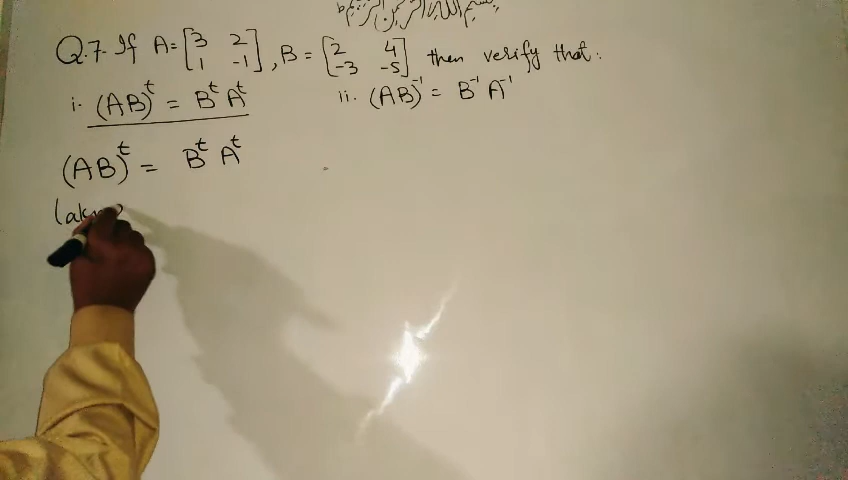 بسم اللہ الرحمن الرحیم
Q.7. If A = [3 2 1 -1], B = [2 4 -3 -5] then verify that:
i. (AB)^t = B^t A^t ii. (AB)^-1 = B^-1 A^-1
(AB)^t = B^t A^t